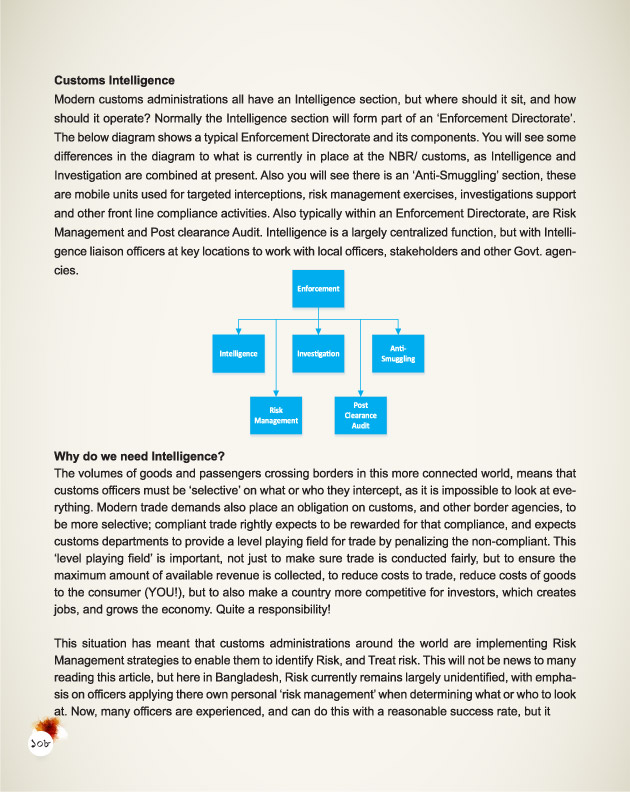 Customs Intelligence
Modern customs administrations all have an Intelligence section, but where should it sit, and how
should it operate? Normally the Intelligence section will form part of an ‘Enforcement Directorate’.
The below diagram shows a typical Enforcement Directorate and its components. You will see some
differences in the diagram to what is currently in place at the NBR/ customs, as Intelligence and
Investigation are combined at present. Also you will see there is an ‘Anti-Smuggling’ section, these
are mobile units used for targeted interceptions, risk management exercises, investigations support
and other front line compliance activities. Also typically within an Enforcement Directorate, are Risk
Management and Post clearance Audit. Intelligence is a largely centralized function, but with Intelli-
gence liaison officers at key locations to work with local officers, stakeholders and other Govt. agen-
cies.
Enforcement
Intelligence
Investigation
Anti-
Smuggling
Risk
Management
Post
Clearance
Audit
Why do we need Intelligence?
The volumes of goods and passengers crossing borders in this more connected world, means that
customs officers must be ‘selective’ on what or who they intercept, as it is impossible to look at eve-
rything. Modern trade demands also place an obligation on customs, and other border agencies, to
be more selective; compliant trade rightly expects to be rewarded for that compliance, and expects
customs departments to provide a level playing field for trade by penalizing the non-compliant. This
‘level playing field’ is important, not just to make sure trade is conducted fairly, but to ensure the
maximum amount of available revenue is collected, to reduce costs to trade, reduce costs of goods
to the consumer (YOU!), but to also make a country more competitive for investors, which creates
jobs, and grows the economy. Quite a responsibility!
This situation has meant that customs administrations around the world are implementing Risk
Management strategies to enable them to identify Risk, and Treat risk. This will not be news to many
reading this article, but here in Bangladesh, Risk currently remains largely unidentified, with empha-
sis on officers applying there own personal ‘risk management’ when determining what or who to look
at. Now, many officers are experienced, and can do this with a reasonable success rate, but it
১০৮